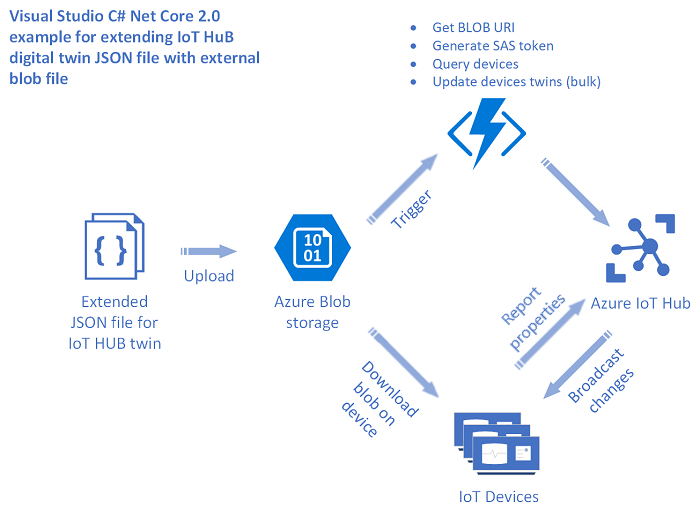 Visual Studio C# Net Core 2.0
example for extending IoT HuB
digital twin JSON file with external
blob file
• Get BLOB URI
• Generate SAS token
• Query devices
• Update devices twins (bulk)
Trigger
{ }
Upload
10
01
Extended
JSON file for
IoT HUB twin
Azure Blob
storage
Azure IoT Hub
Report
properties
Broadcast
changes
Download
blob on
device
IoT Devices